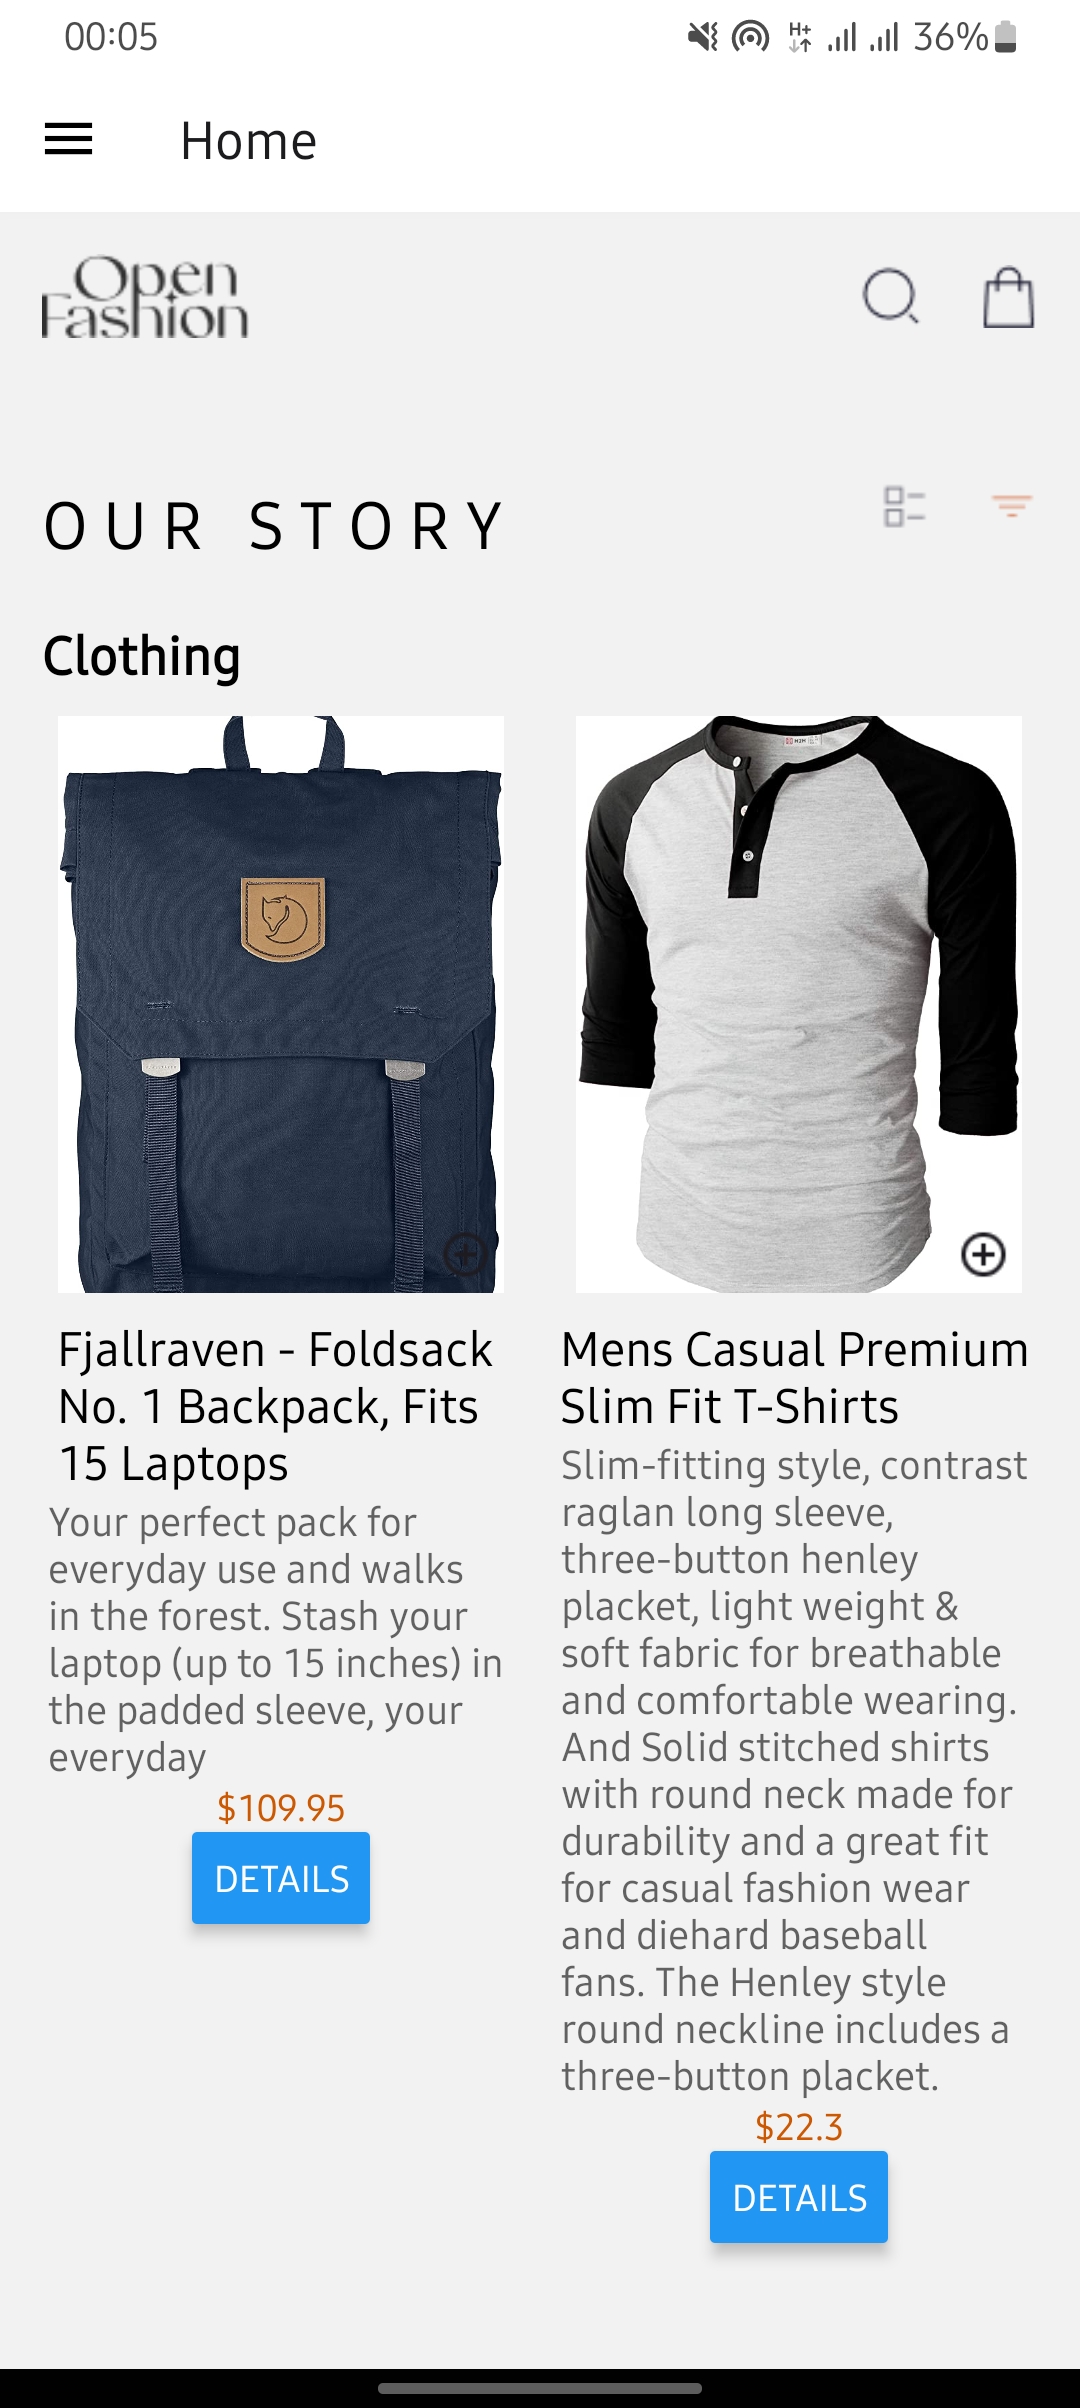 00:05
H+
36%
Home
Open
Fashion
OUR STORY
Clothing
Fjallraven - Foldsack
No. 1 Backpack, Fits
15 Laptops
Your perfect pack for
everyday use and walks
in the forest. Stash your
laptop (up to 15 inches) in
the padded sleeve, your
everyday
$109.95
DETAILS
H2H
Mens Casual Premium
Slim Fit T-Shirts
Slim-fitting style, contrast
raglan long sleeve,
three-button henley
placket, light weight &
soft fabric for breathable
and comfortable wearing.
And Solid stitched shirts
with round neck made for
durability and a great fit
for casual fashion wear
and diehard baseball
fans. The Henley style
round neckline includes a
three-button placket.
$22.3
DETAILS